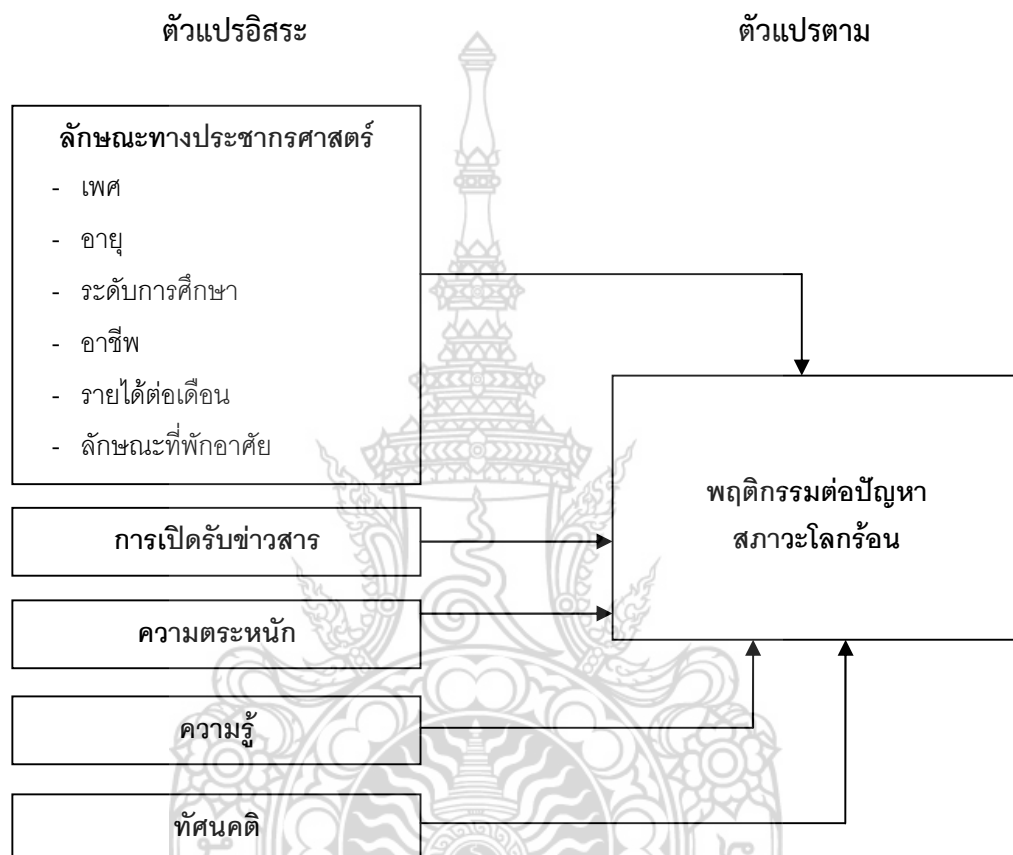 ตัวแปรอิสระ
ตัวแปรตาม
ลักษณะทางประชากรศาสตร์
- เพศ
- อายุ
- ระดับการศึกษา
- อาชีพ
- รายได้ต่อเดือน
- ลักษณะที่พักอาศัย
การเปิดรับข่าวสาร
ความตระหนัก
ความรู้
ทัศนคติ
พฤติกรรมต่อปัญหา
สภาวะโลกร้อน